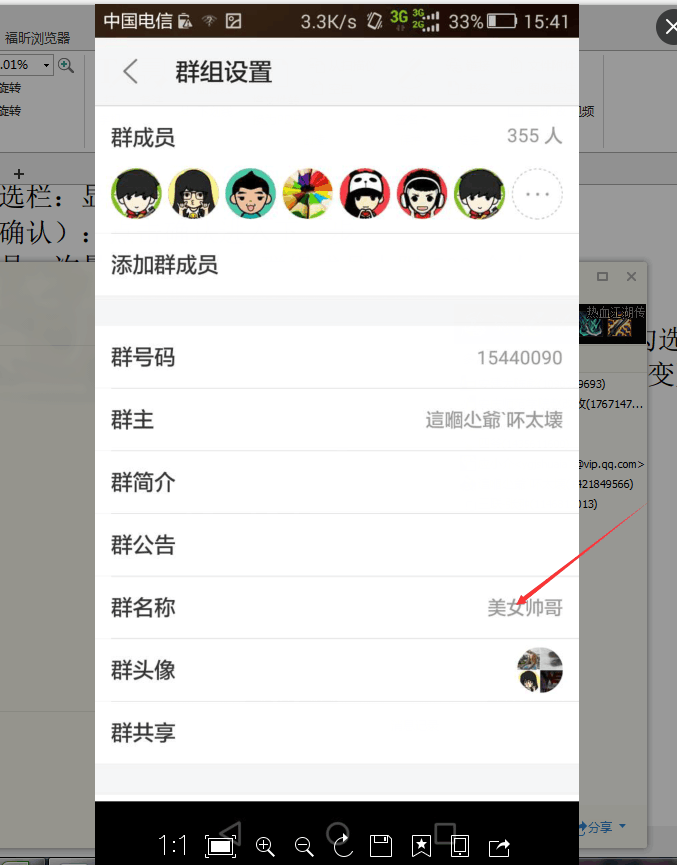 中国电信 3.3K/s 3G 3G 2G 33% 15:41
福昕浏览器
群组设置
.01%
旋转
旋转
群成员 355 人
选栏：
确认）：
添加群成员
热血江湖传
群号码 15440090
勾选
变
9693)
(1767147...
群主 這嗰尐爺`吥太壊
@vip.qq.com>
421849566)
013)
群简介
群公告
群名称 美女帅哥
群头像
群共享
分享
1:1